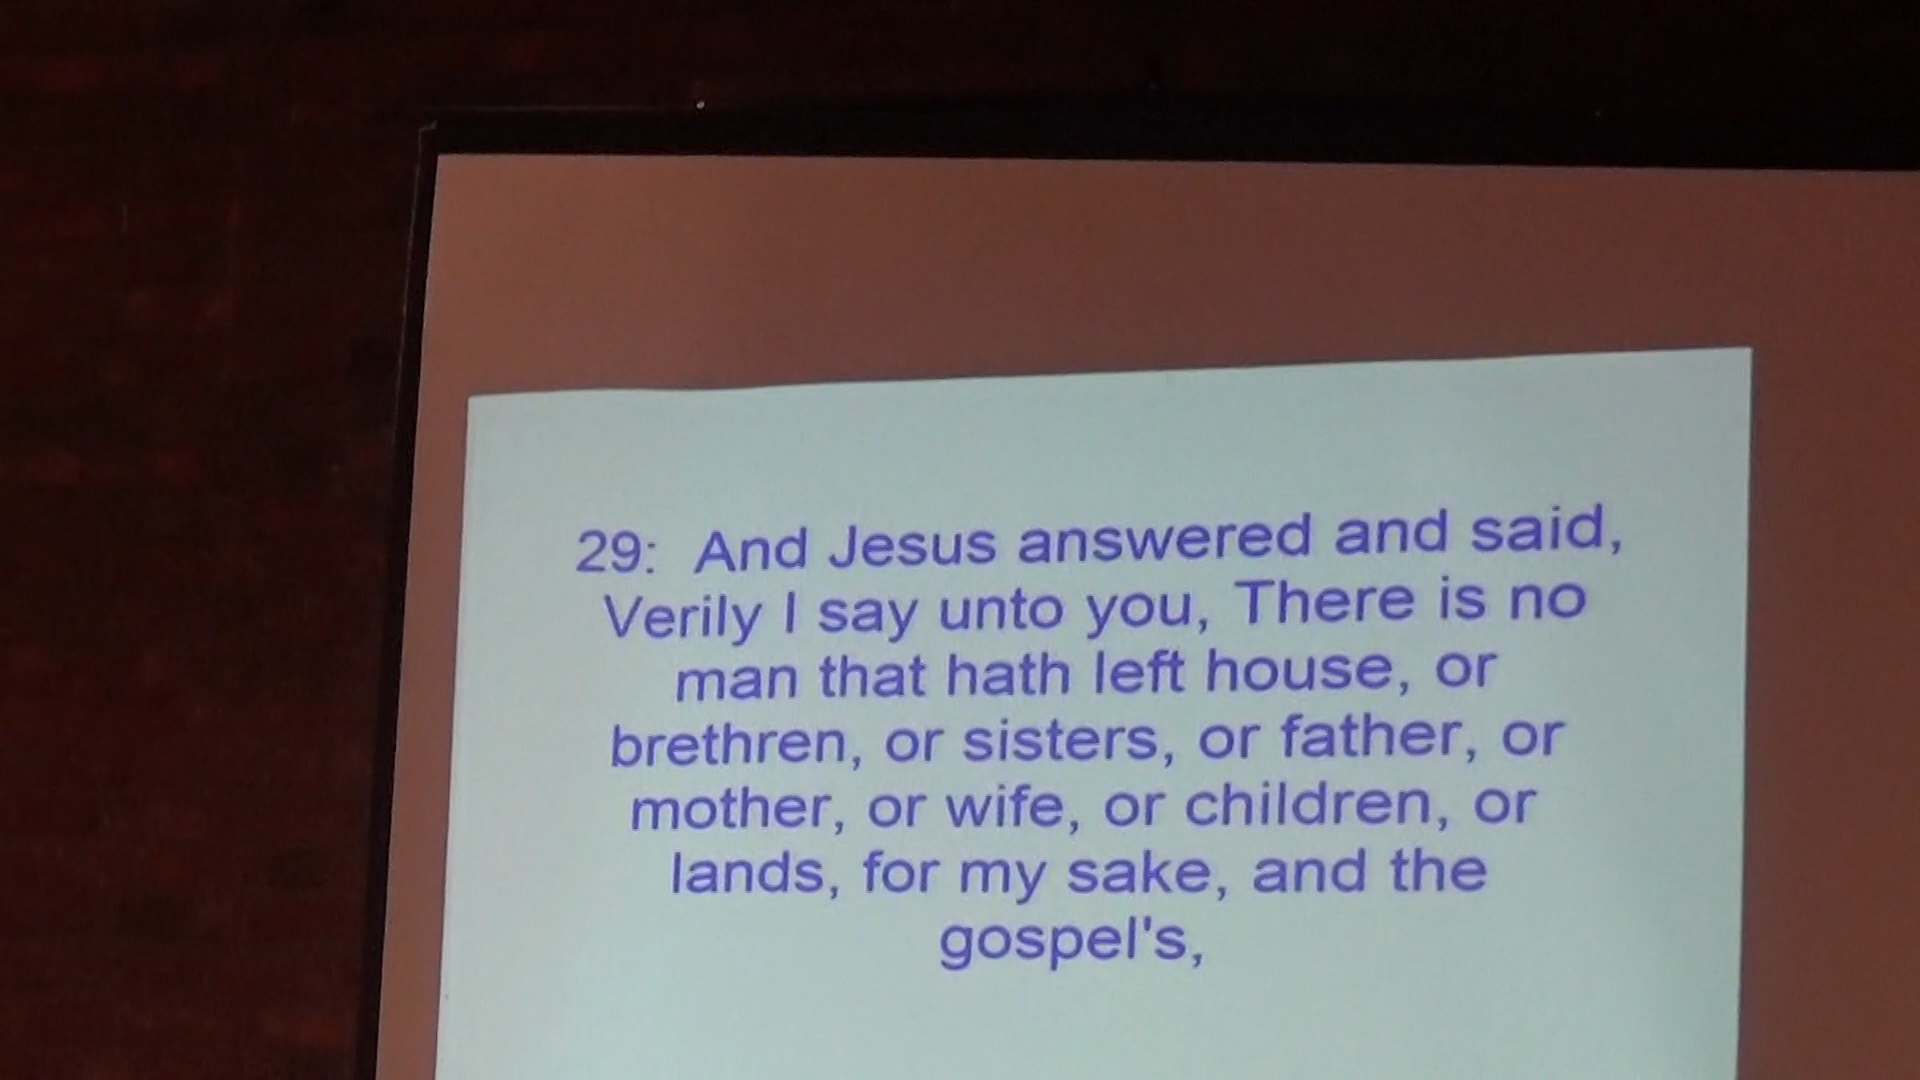 29:  And Jesus answered and said,
Verily I say unto you, There is no
man that hath left house, or
brethren, or sisters, or father, or
mother, or wife, or children, or
lands, for my sake, and the
gospel's,